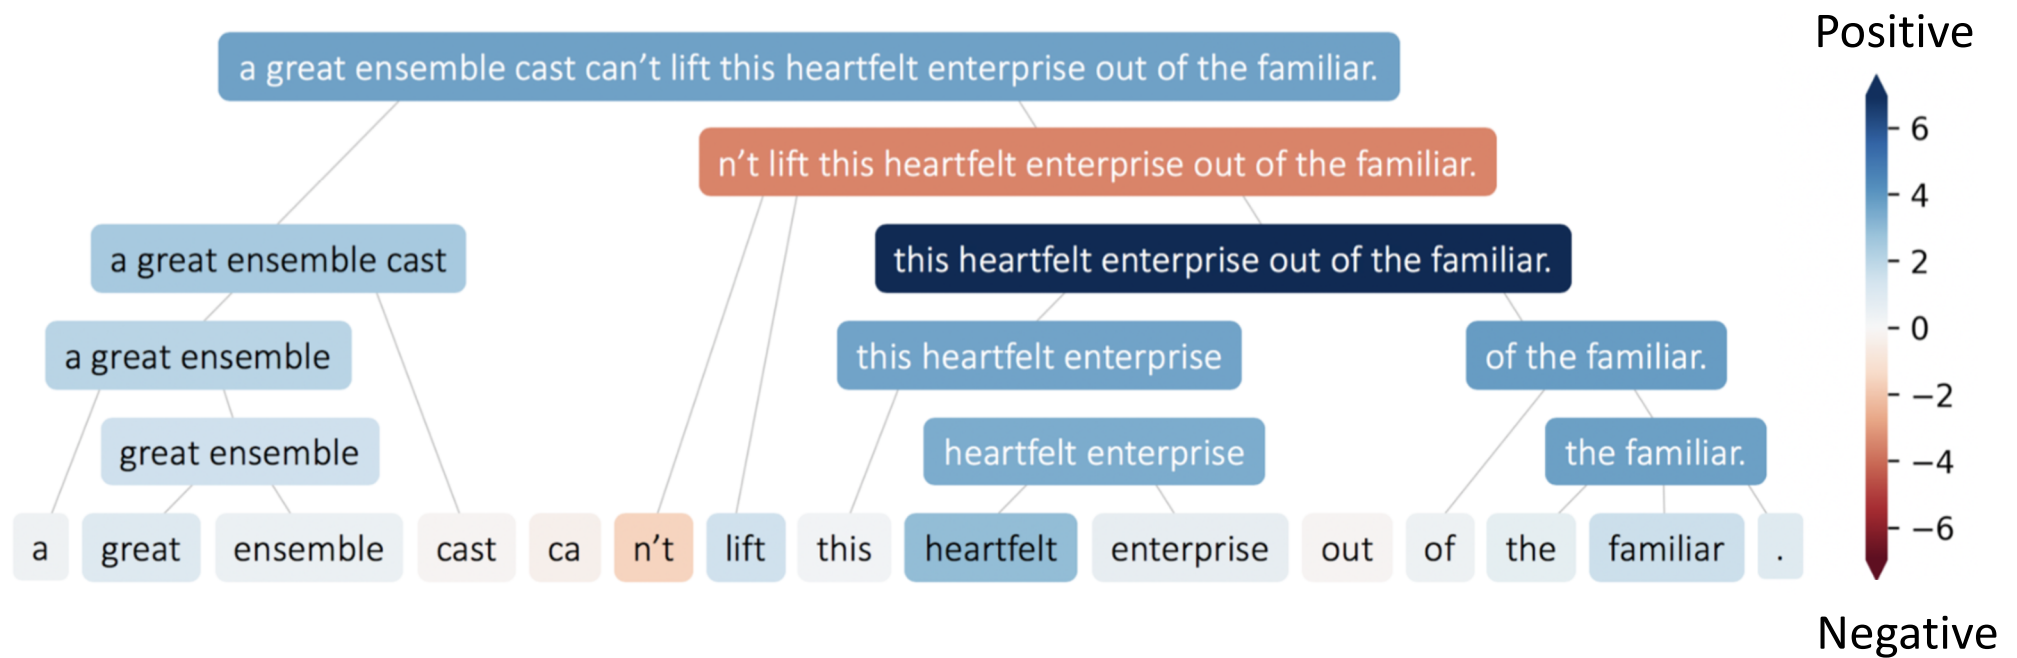 Positive
a great ensemble cast can’t lift this heartfelt enterprise out of the familiar.
6
n’t lift this heartfelt enterprise out of the familiar.
4
a great ensemble cast
this heartfelt enterprise out of the familiar.
2
0
a great ensemble
this heartfelt enterprise
of the familiar.
−2
great ensemble
heartfelt enterprise
the familiar.
−4
a great ensemble cast ca n’t lift this heartfelt enterprise out of the familiar .
−6
Negative